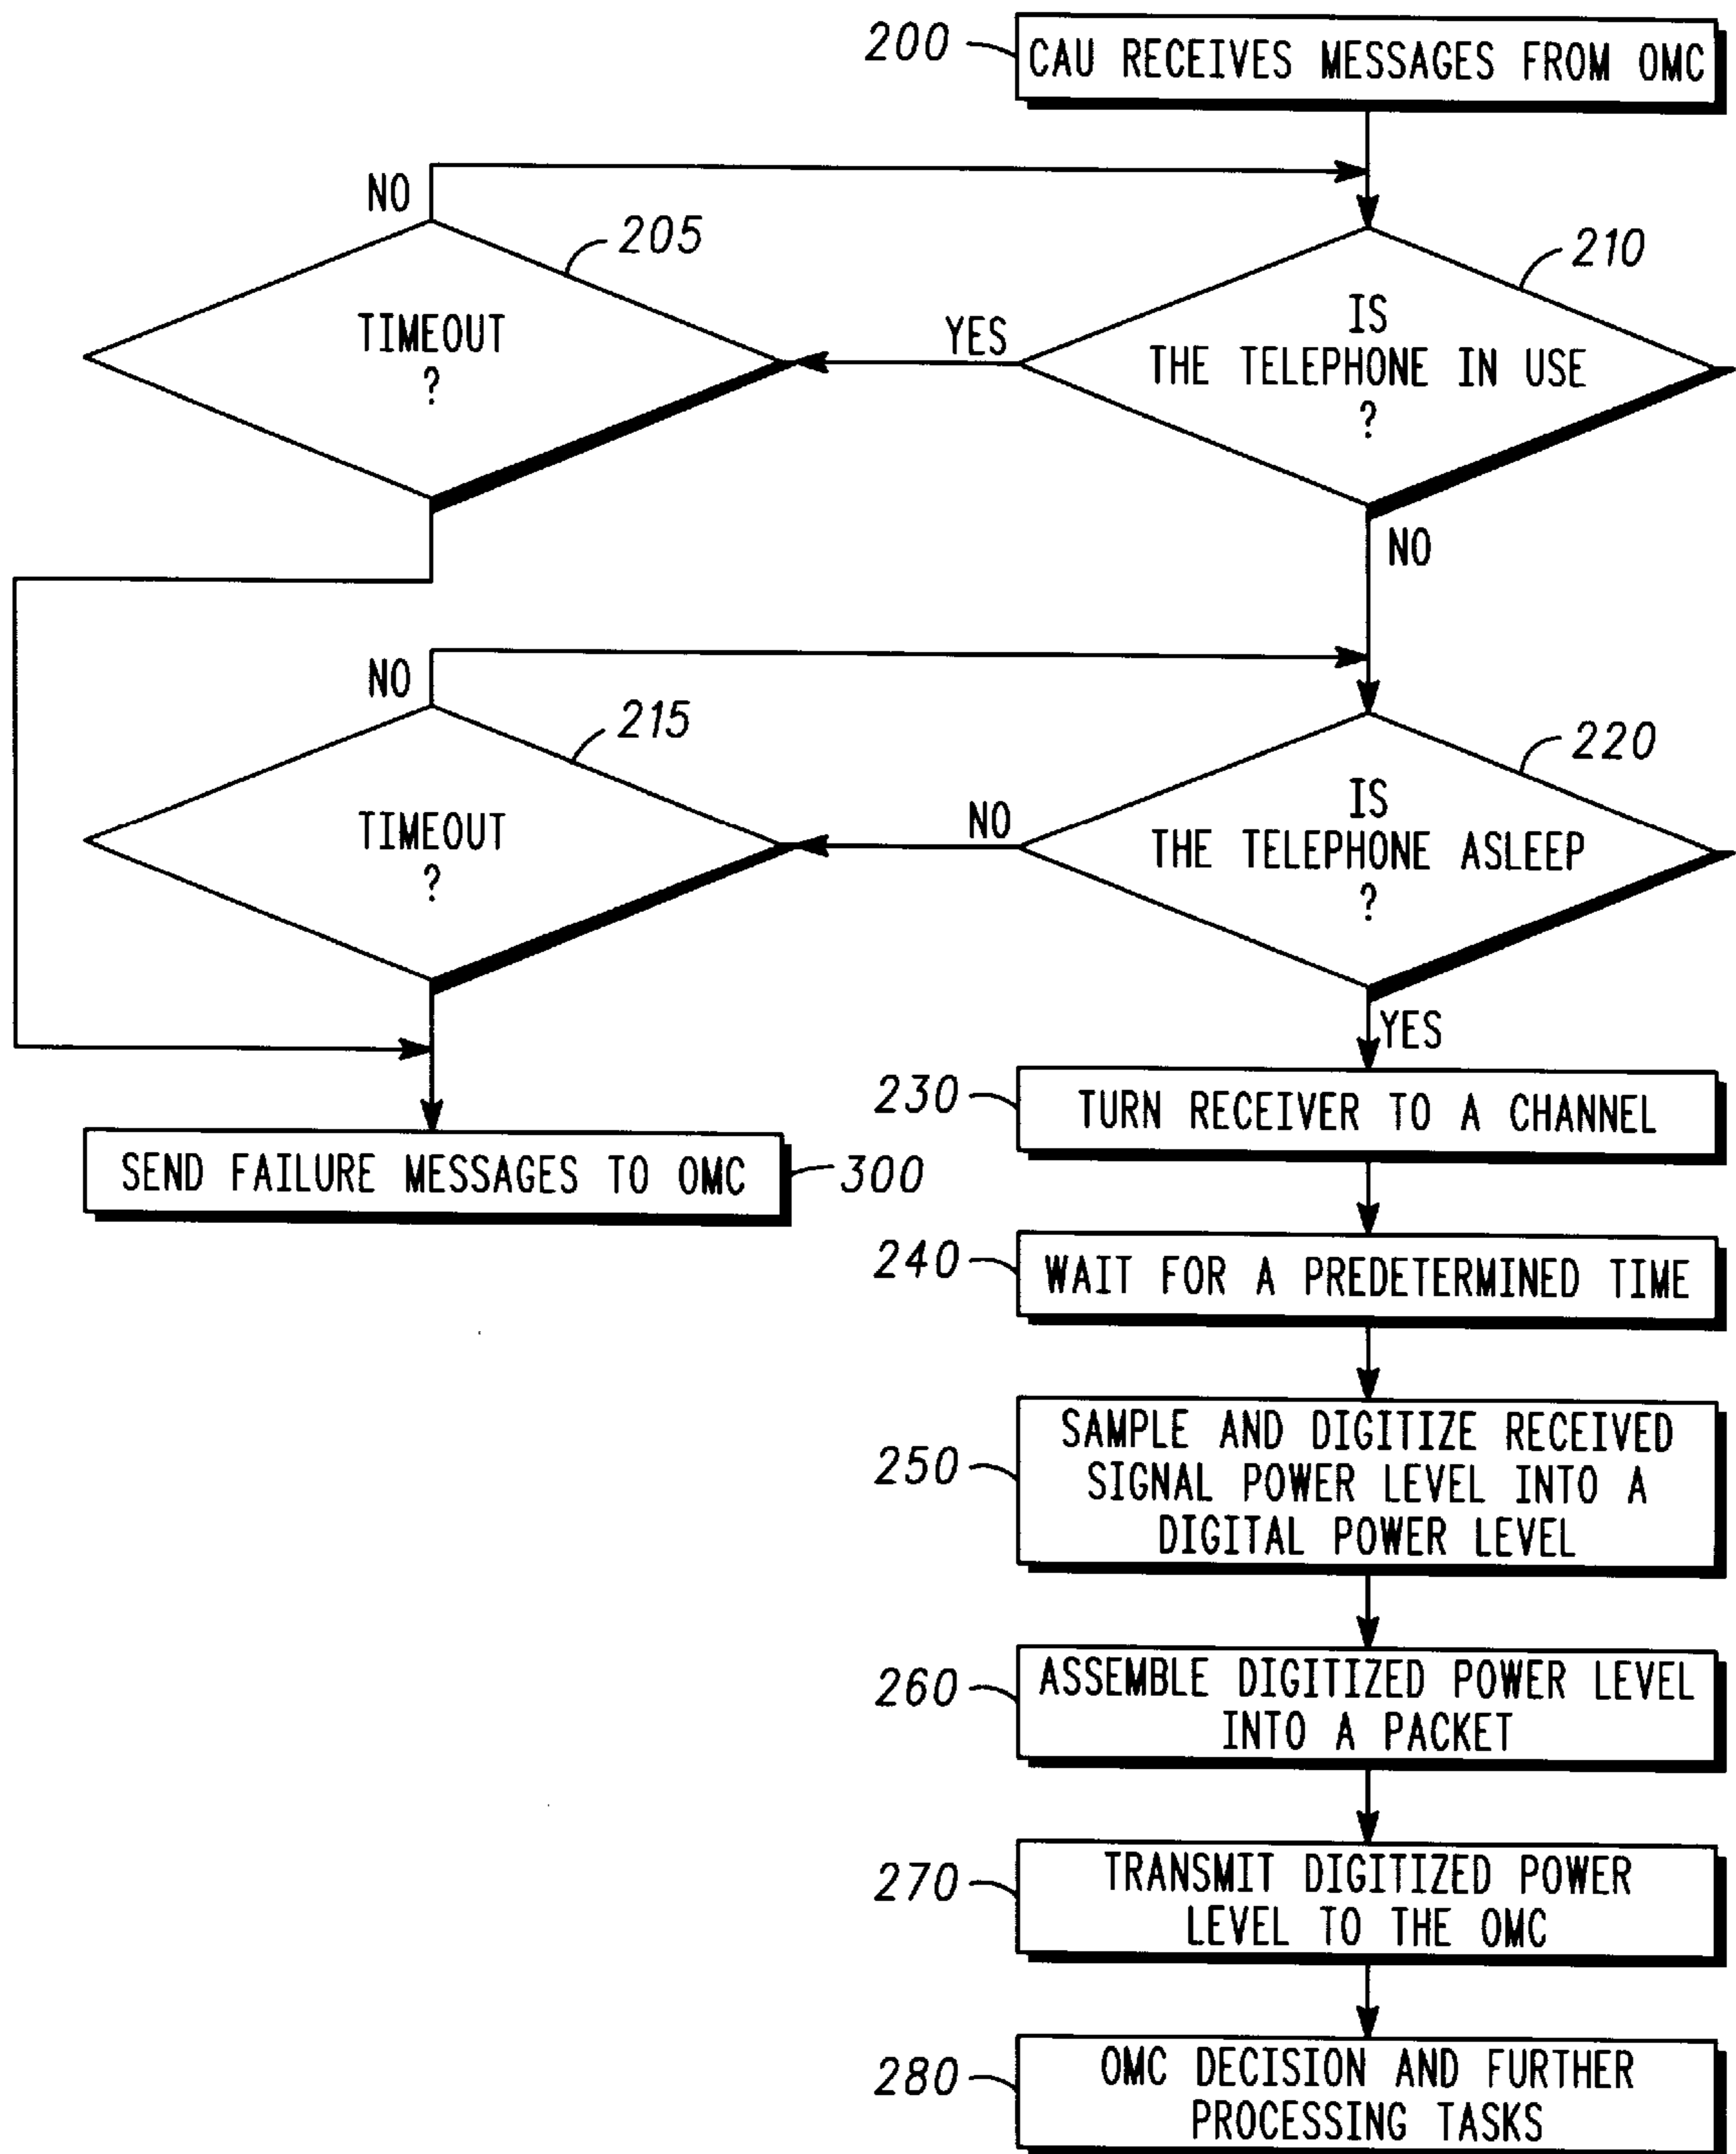 200
CAU RECEIVES MESSAGES FROM OMC
NO
205
TIMEOUT
?
YES
210
IS
THE TELEPHONE IN USE
?
NO
NO
215
TIMEOUT
?
NO
220
IS
THE TELEPHONE ASLEEP
?
YES
230
TURN RECEIVER TO A CHANNEL
SEND FAILURE MESSAGES TO OMC
300
240
WAIT FOR A PREDETERMINED TIME
250
SAMPLE AND DIGITIZE RECEIVED
SIGNAL POWER LEVEL INTO A
DIGITAL POWER LEVEL
260
ASSEMBLE DIGITIZED POWER LEVEL
INTO A PACKET
270
TRANSMIT DIGITIZED POWER
LEVEL TO THE OMC
280
OMC DECISION AND FURTHER
PROCESSING TASKS